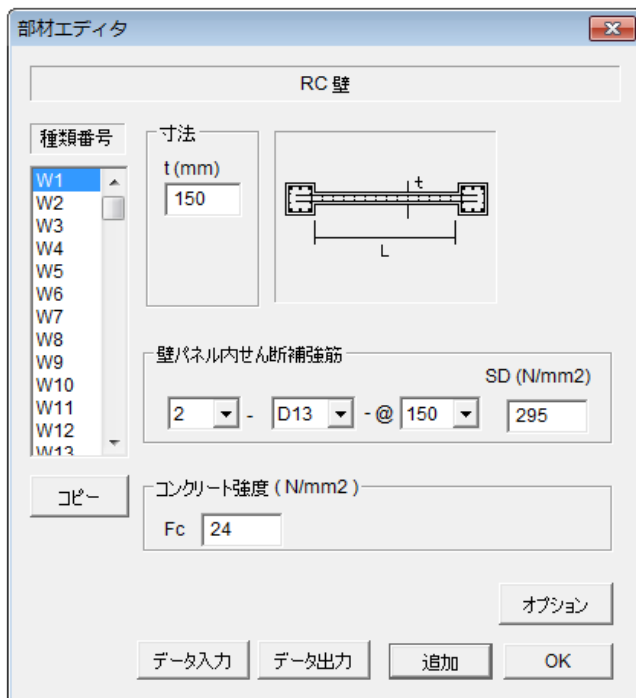 部材エディタ
RC 壁
種類番号
W1
W2
W3
W4
W5
W6
W7
W8
W9
W10
W11
W12
W13
コピー
寸法
t (mm)
150
t
L
壁パネル内せん断補強筋
SD (N/mm2)
2 - D13 - @ 150 295
コンクリート強度 ( N/mm2 )
Fc 24
オプション
データ入力 データ出力 追加 OK